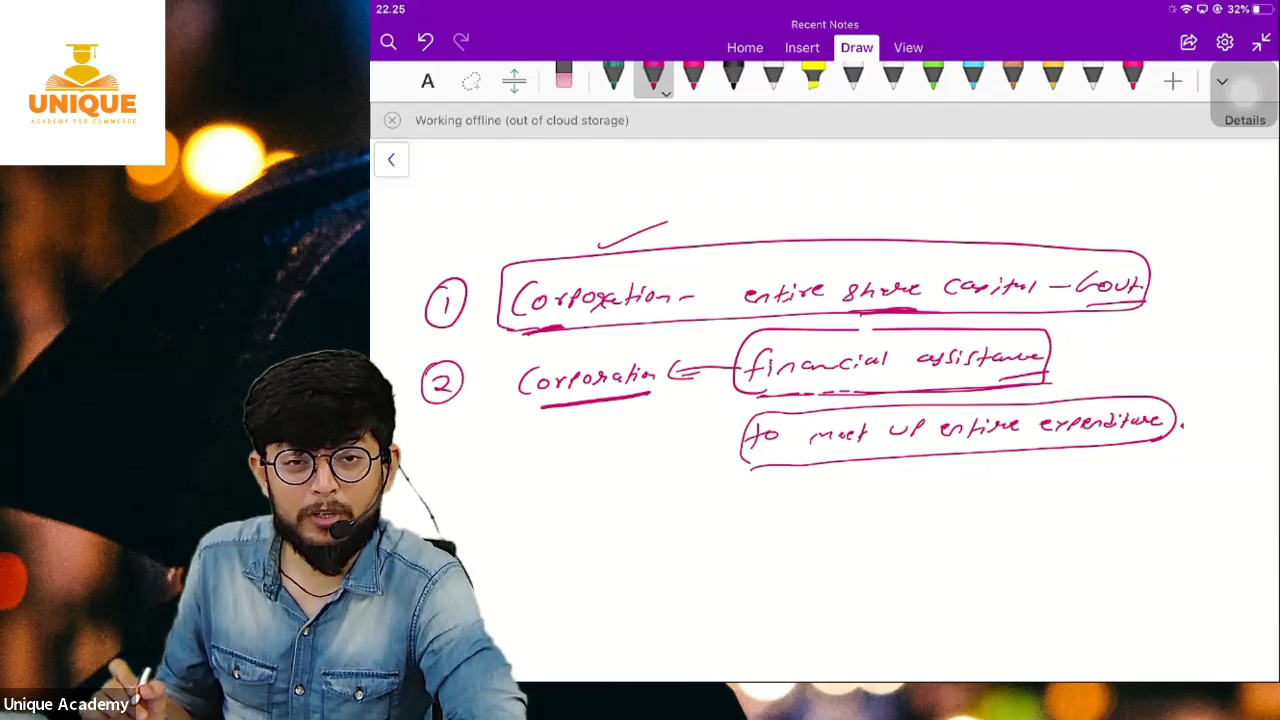 22.25
32%
Recent Notes
Home Insert Draw View
UNIQUE
ACADEMY FOR COMMERCE
A
Working offline (out of cloud storage)
Details
① Corporation - entire share capital - Govt.
② Corporation financial assistance
to meet up entire expenditure.
Unique Academy